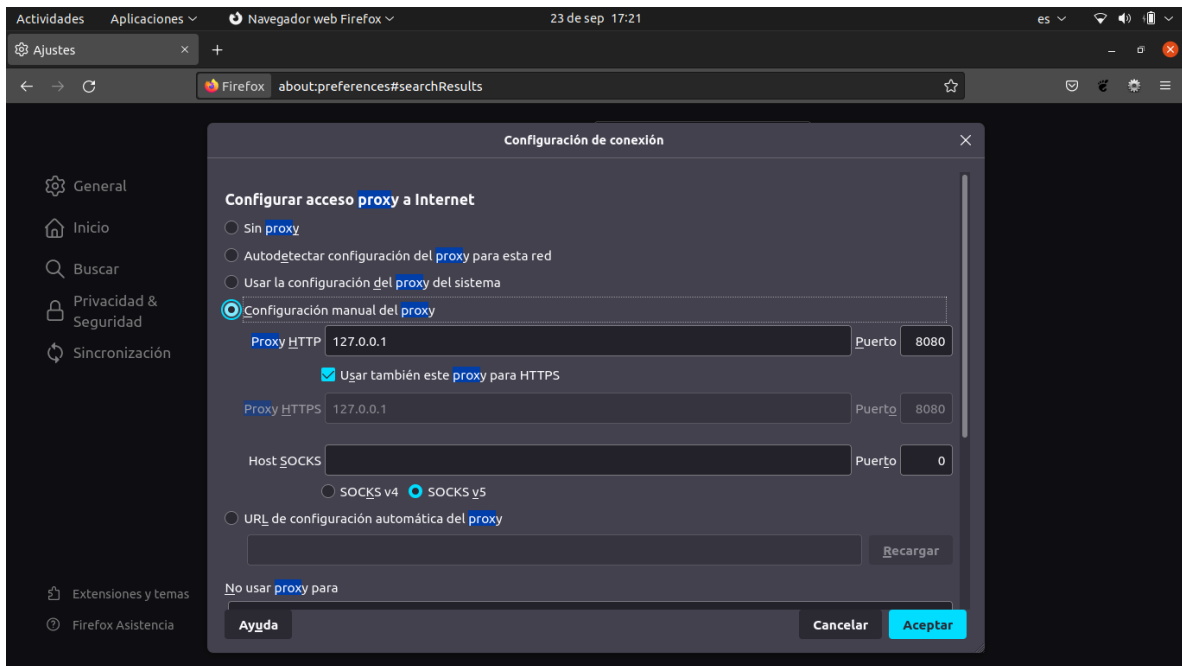 Actividades Aplicaciones Navegador web Firefox 23 de sep 17:21 es
Ajustes
Firefox about:preferences#searchResults
Configuración de conexión
General
Inicio
Buscar
Privacidad &
Seguridad
Sincronización
Extensiones y temas
Firefox Asistencia
Configurar acceso proxy a Internet
Sin proxy
Autodetectar configuración del proxy para esta red
Usar la configuración del proxy del sistema
Configuración manual del proxy
Proxy HTTP 127.0.0.1 Puerto 8080
Usar también este proxy para HTTPS
Proxy HTTPS 127.0.0.1 Puerto 8080
Host SOCKS Puerto 0
SOCKS v4 SOCKS v5
URL de configuración automática del proxy
Recargar
No usar proxy para
Ayuda Cancelar Aceptar